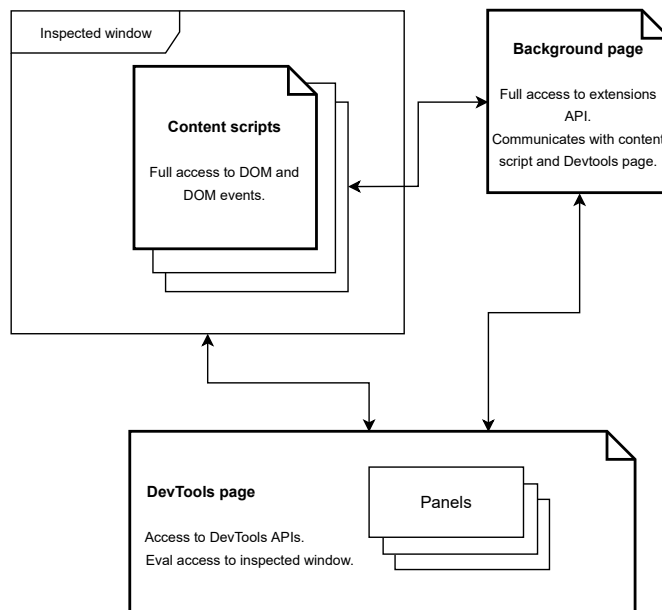 Inspected window
Content scripts
Full access to DOM and
DOM events.
Background page
Full access to extensions
API.
Communicates with content
script and Devtools page.
DevTools page
Access to DevTools APIs.
Eval access to inspected window.
Panels